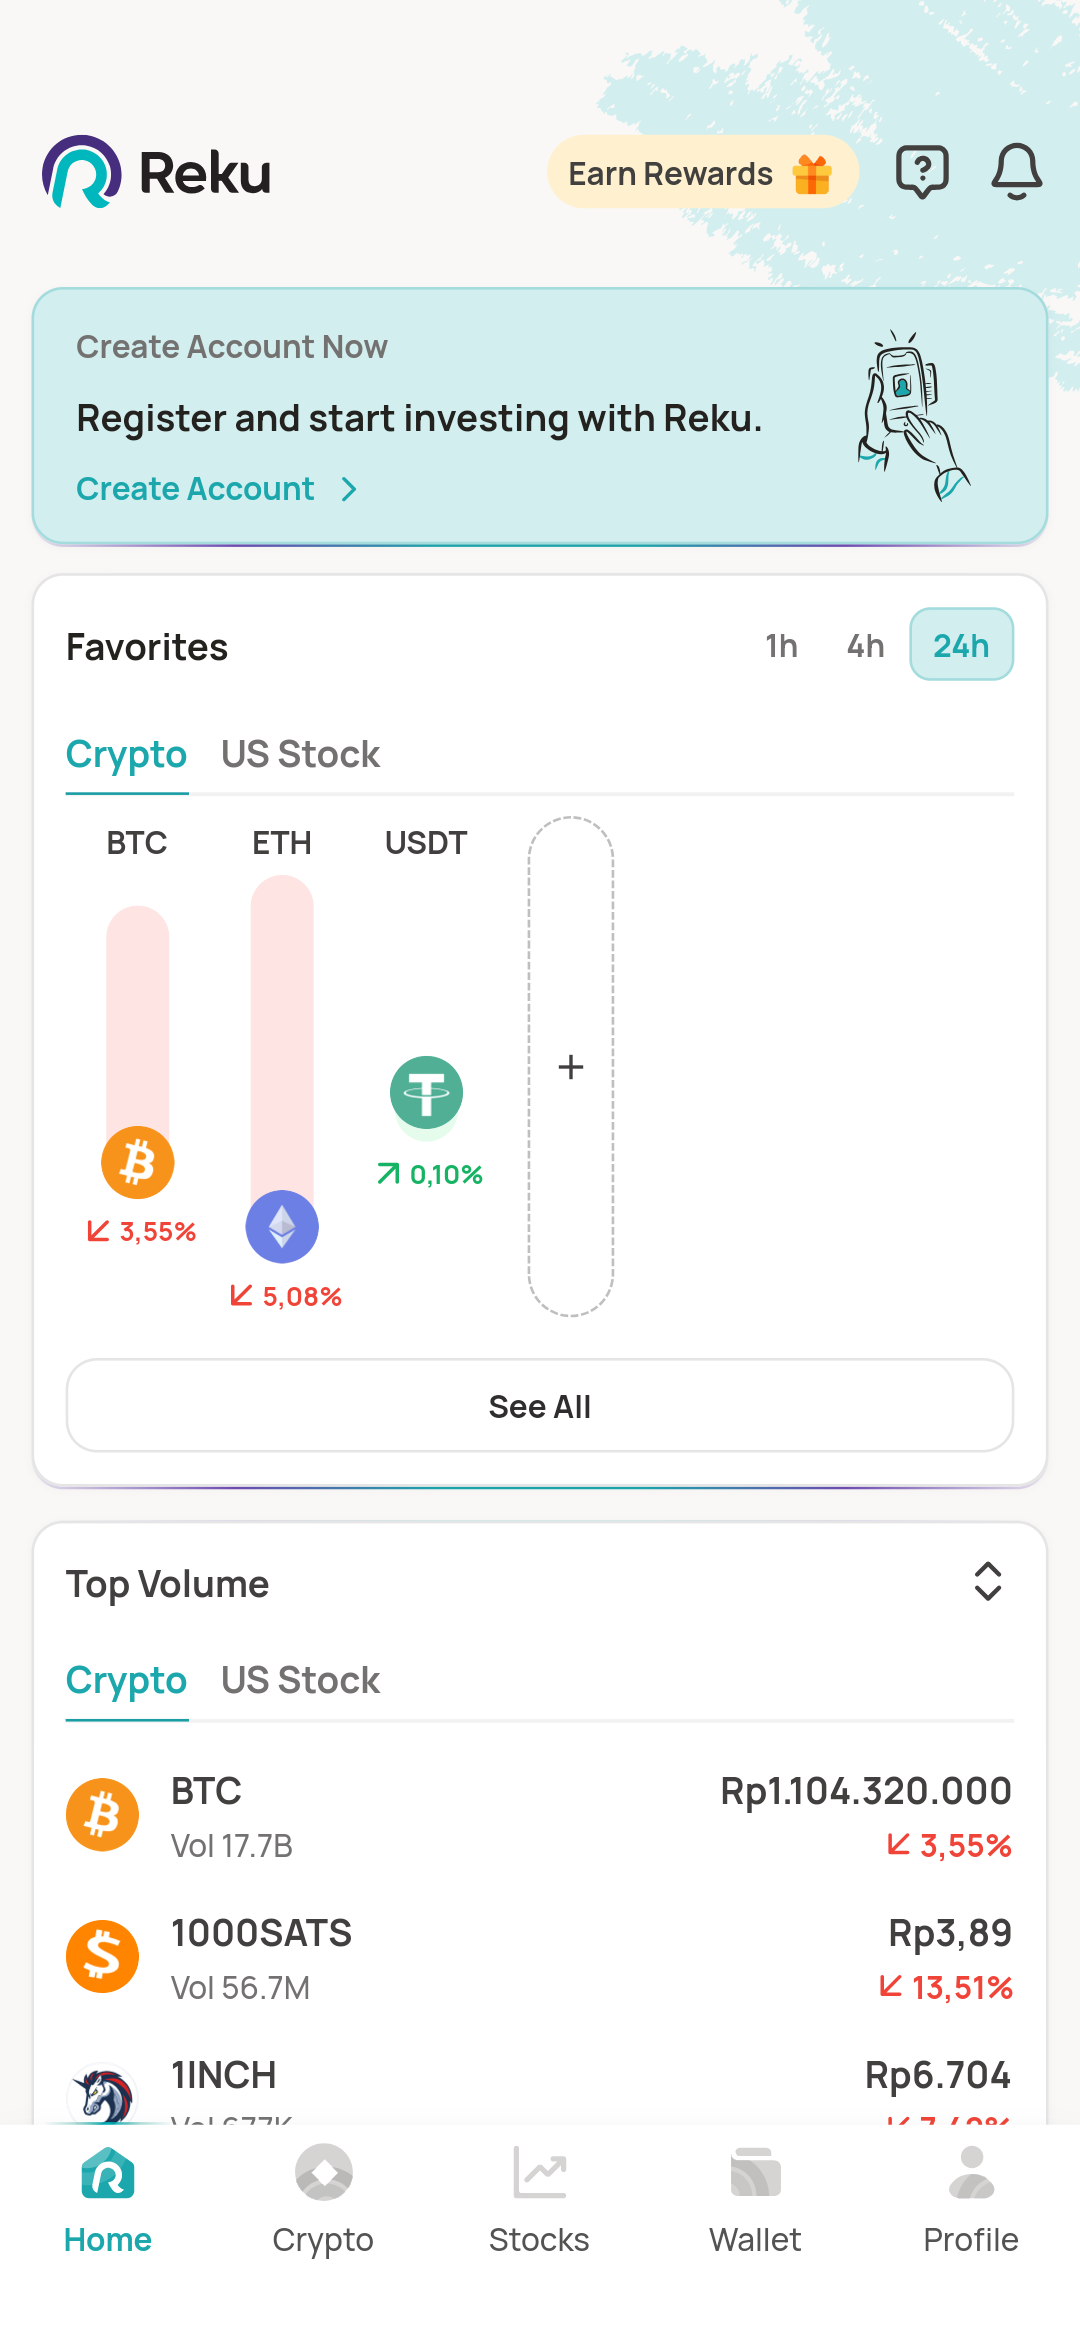 Reku
Earn Rewards
Create Account Now
Register and start investing with Reku.
Create Account
Favorites
1h 4h 24h
Crypto US Stock
BTC ETH USDT
0,10%
3,55%
5,08%
See All
Top Volume
Crypto US Stock
BTC Rp1.104.320.000
Vol 17.7B 3,55%
1000SATS Rp3,89
Vol 56.7M 13,51%
1INCH Rp6.704
Home Crypto Stocks Wallet Profile